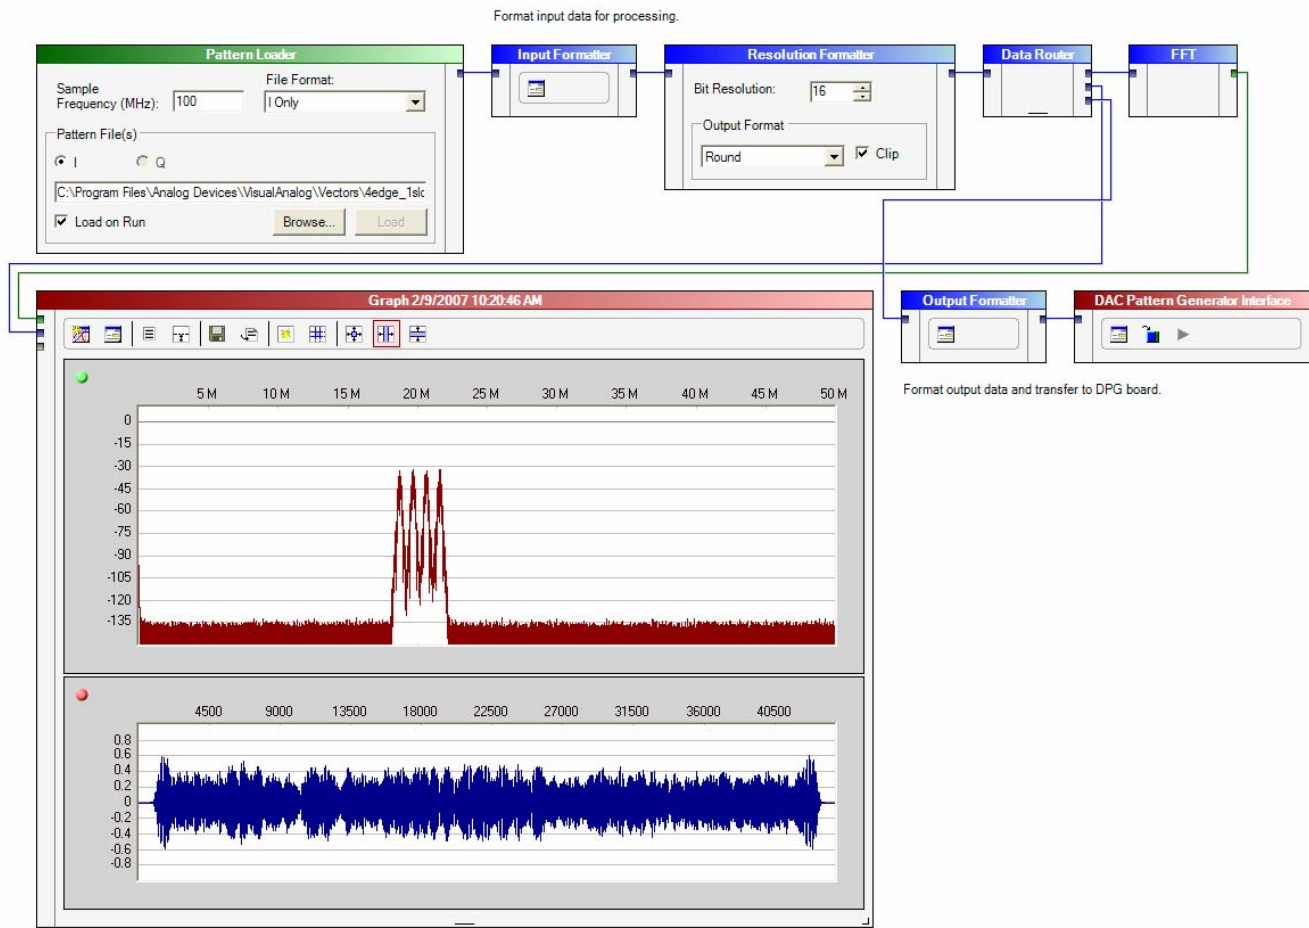 Format input data for processing.
Pattern Loader
Input Formatter
Resolution Formatter
Data Router
FFT
Sample
Frequency (MHz):
100
File Format:
I Only
Bit Resolution:
16
Pattern File(s)
I
Q
Output Format
Round
Clip
C:\Program Files\Analog Devices\VisualAnalog\Vectors\4edge_1slc
Load on Run
Browse...
Load
Graph 2/9/2007 10:20:46 AM
Output Formatter
DAC Pattern Generator Interface
Format output data and transfer to DPG board.
5 M 10 M 15 M 20 M 25 M 30 M 35 M 40 M 45 M 50 M
0
-15
-30
-45
-60
-75
-90
-105
-120
-135
4500 9000 13500 18000 22500 27000 31500 36000 40500
0.8
0.6
0.4
0.2
0
-0.2
-0.4
-0.6
-0.8